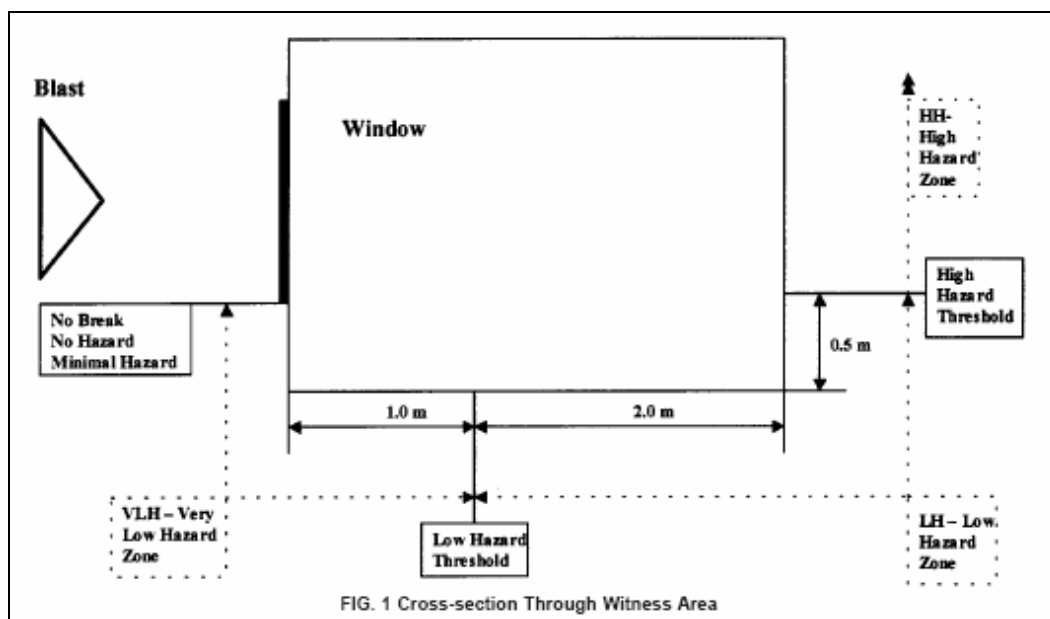 Blast
Window
HH-
High
Hazard
Zone
No Break
No Hazard
Minimal Hazard
High
Hazard
Threshold
0.5 m
1.0 m
2.0 m
VLH – Very
Low Hazard
Zone
Low Hazard
Threshold
LH – Low
Hazard
Zone
FIG. 1 Cross-section Through Witness Area